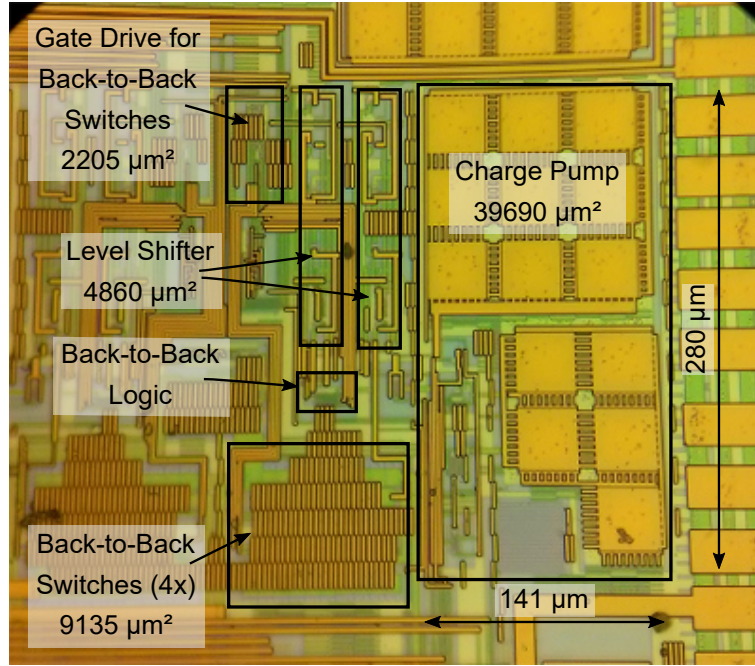 Gate Drive for
Back-to-Back
Switches
2205 µm²
Charge Pump
39690 µm²
Level Shifter
4860 µm²
280 µm
Back-to-Back
Logic
Back-to-Back
Switches (4x)
9135 µm²
141 µm